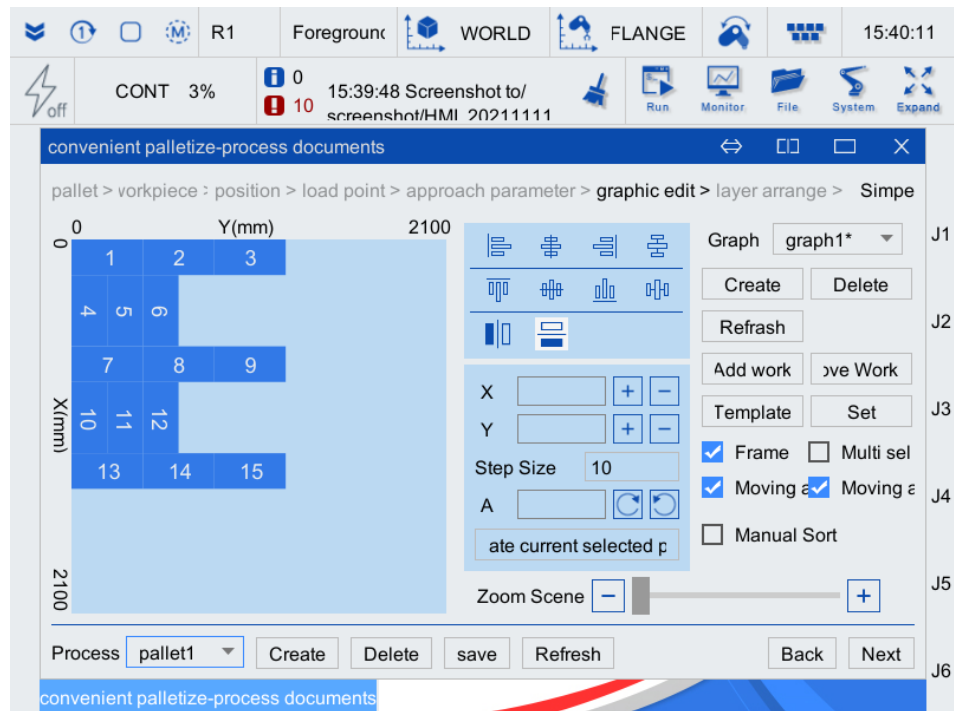 R1 Foregroun WORLD FLANGE 15:40:11
off CONT 3% 0 15:39:48 Screenshot to/ Run Monitor File System Expand
10 screenshot/HMI 20211111
convenient palletize-process documents
pallet > vorkpiece > position > load point > approach parameter > graphic edit > layer arrange > Simpe
0 Y(mm) 2100
0
1 2 3
4 5 6
7 8 9
10 11 12
13 14 15
X(mm)
2100
X
Y
Step Size 10
A
ate current selected p
Zoom Scene
Graph graph1*
Create Delete
Refrash
Add work ove Work
Template Set
Frame Multi sel
Moving a Moving a
Manual Sort
J1
J2
J3
J4
J5
J6
Process pallet1 Create Delete save Refresh Back Next
convenient palletize-process documents